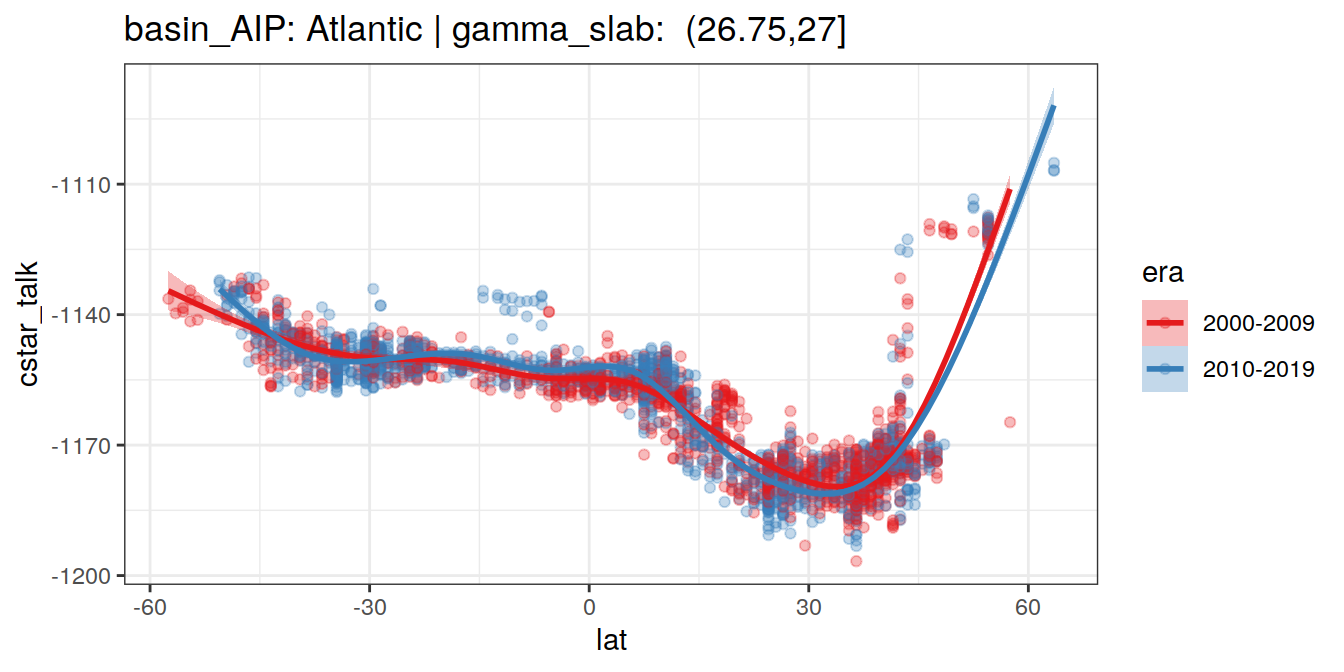 basin_AIP: Atlantic | gamma_slab:  (26.75,27]
cstar_talk
-1110
-1140
-1170
-1200
-60
-30
0
30
60
lat
era
2000-2009
2010-2019